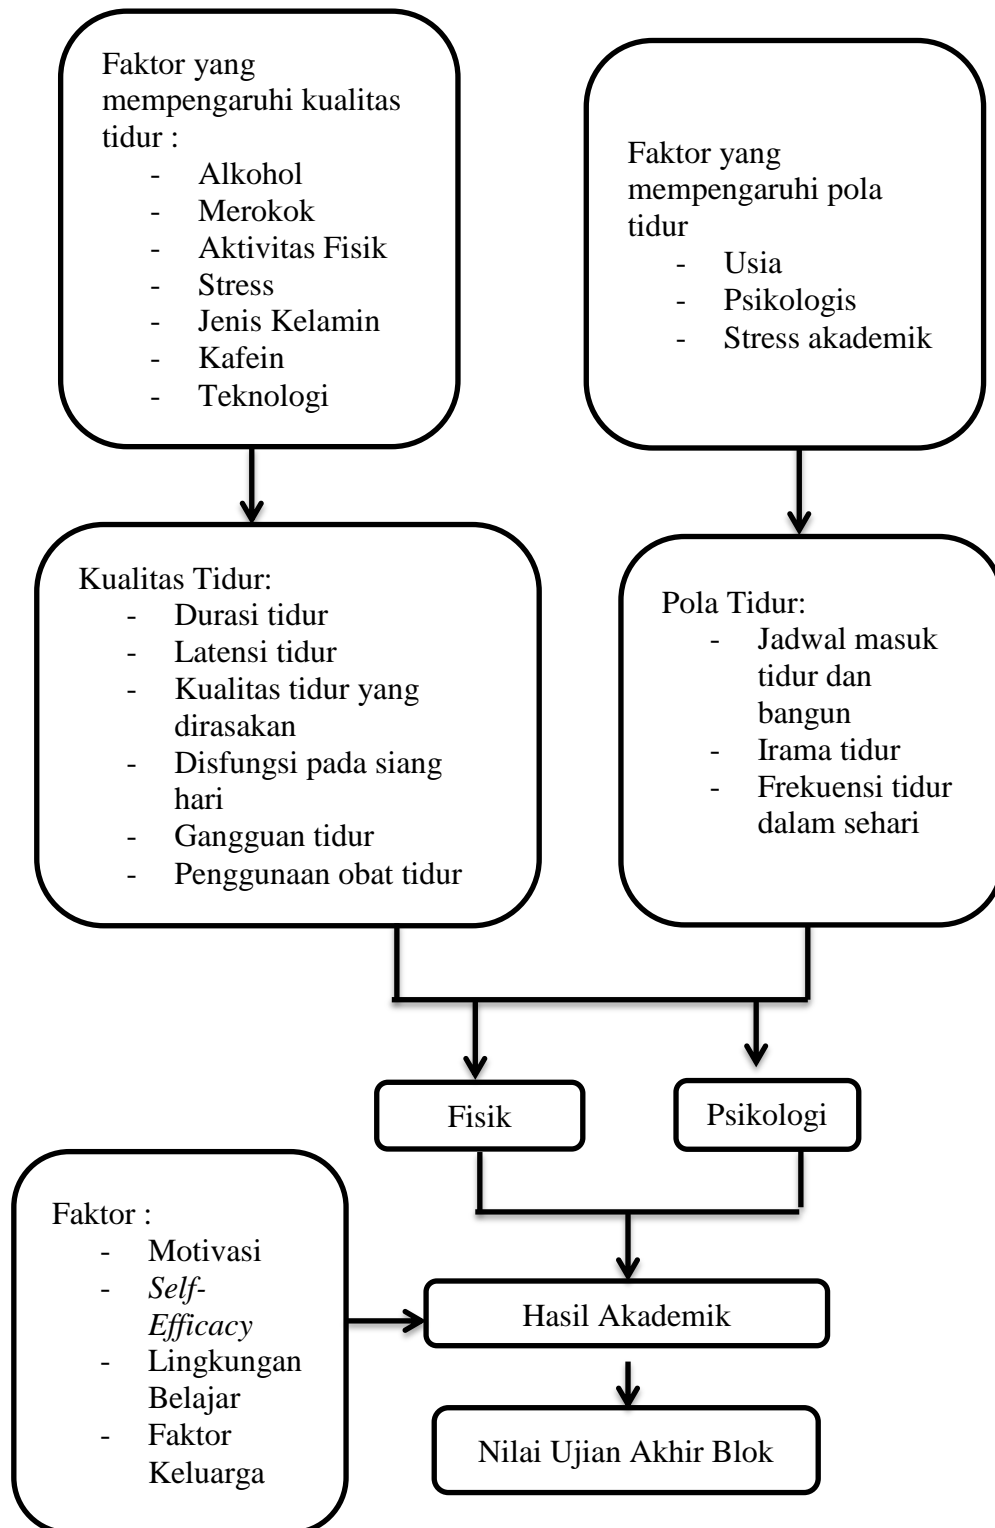 Faktor yang
mempengaruhi kualitas
tidur :
- Alkohol
- Merokok
- Aktivitas Fisik
- Stress
- Jenis Kelamin
- Kafein
- Teknologi
Faktor yang
mempengaruhi pola
tidur
- Usia
- Psikologis
- Stress akademik
Kualitas Tidur:
- Durasi tidur
- Latensi tidur
- Kualitas tidur yang
dirasakan
- Disfungsi pada siang
hari
- Gangguan tidur
- Penggunaan obat tidur
Pola Tidur:
- Jadwal masuk
tidur dan
bangun
- Irama tidur
- Frekuensi tidur
dalam sehari
Fisik
Psikologi
Faktor :
- Motivasi
- Self-
Efficacy
- Lingkungan
Belajar
- Faktor
Keluarga
Hasil Akademik
Nilai Ujian Akhir Blok